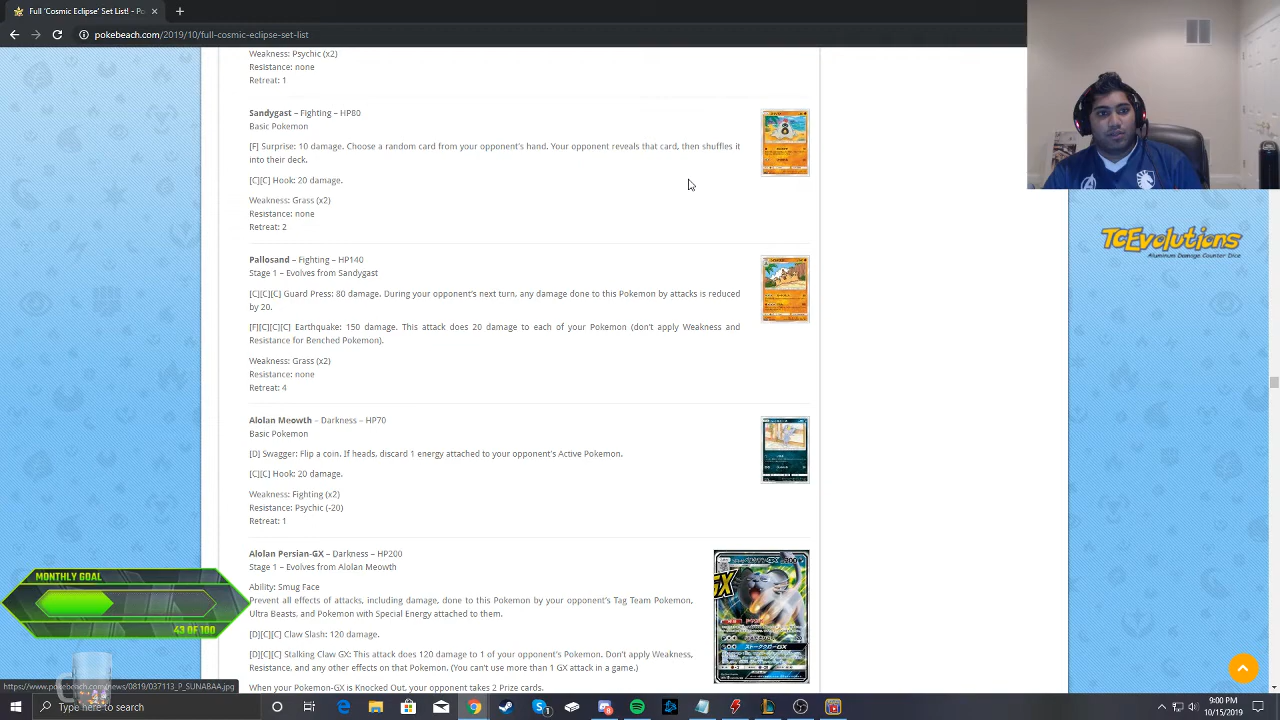 Full 'Cosmic Eclipse' Set List! - Po
pokebeach.com/2019/10/full-cosmic-eclipse-set-list
Weakness: Psychic (x2)
Resistance: none
Retreat: 1
Sandygast – Fighting – HP80
Basic Pokemon
[F] Surprise: 10 damage. Choose a random card from your opponent's hand. Your opponent reveals that card, then shuffles it
into their deck.
[C][C] Hook: 20 damage.
Weakness: Grass (x2)
Resistance: none
Retreat: 2
Pallosand – Fighting – HP140
Stage 1 – Evolves from Sandygast
[C][C][C] Guard Press: 80 damage. During your opponent's next turn, any damage done to this Pokemon by attacks is reduced
by 20.
[F][C][C][C] Earthquake: 150 damage. This attack does 20 damage to each of your Pokemon (don't apply Weakness and
Resistance for Benched Pokemon).
Weakness: Grass (x2)
Resistance: none
Retreat: 4
Alolan Meowth – Darkness – HP70
Basic Pokemon
[D] Swagger: Flip a coin. If heads, discard 1 energy attached to your opponent's Active Pokemon.
[C][C] Hook: 20 damage.
Weakness: Fighting (x2)
Resistance: Psychic (-20)
Retreat: 1
Alolan Persian-GX – Darkness – HP200
Stage 1 – Evolves from Alolan Meowth
Ability: Smug Face
Prevent all effects of attacks, including damage, done to this Pokemon by your opponent's Tag Team Pokemon,
Ultra Beasts, and Pokemon with Special Energy attached to them.
[D][C][C] Claw Slash: 120 damage.
[D][C][C] Stalking Claw GX: This attack does 120 damage to 1 of your opponent's Pokemon. Don't apply Weakness,
Resistance, and any other effects on that Pokemon. (You can't use more than 1 GX attack in a game.)
When your Pokemon-GX is Knocked Out, your opponent takes 2 Prize cards.
TCEvolutions
Aluminum Damage Counter Dice
MONTHLY GOAL
43 OF 100
GX
https://www.pokebeach.com/news/0819/037113_P_SUNABAA.jpg
Type here to search
9:00 PM
10/15/2019